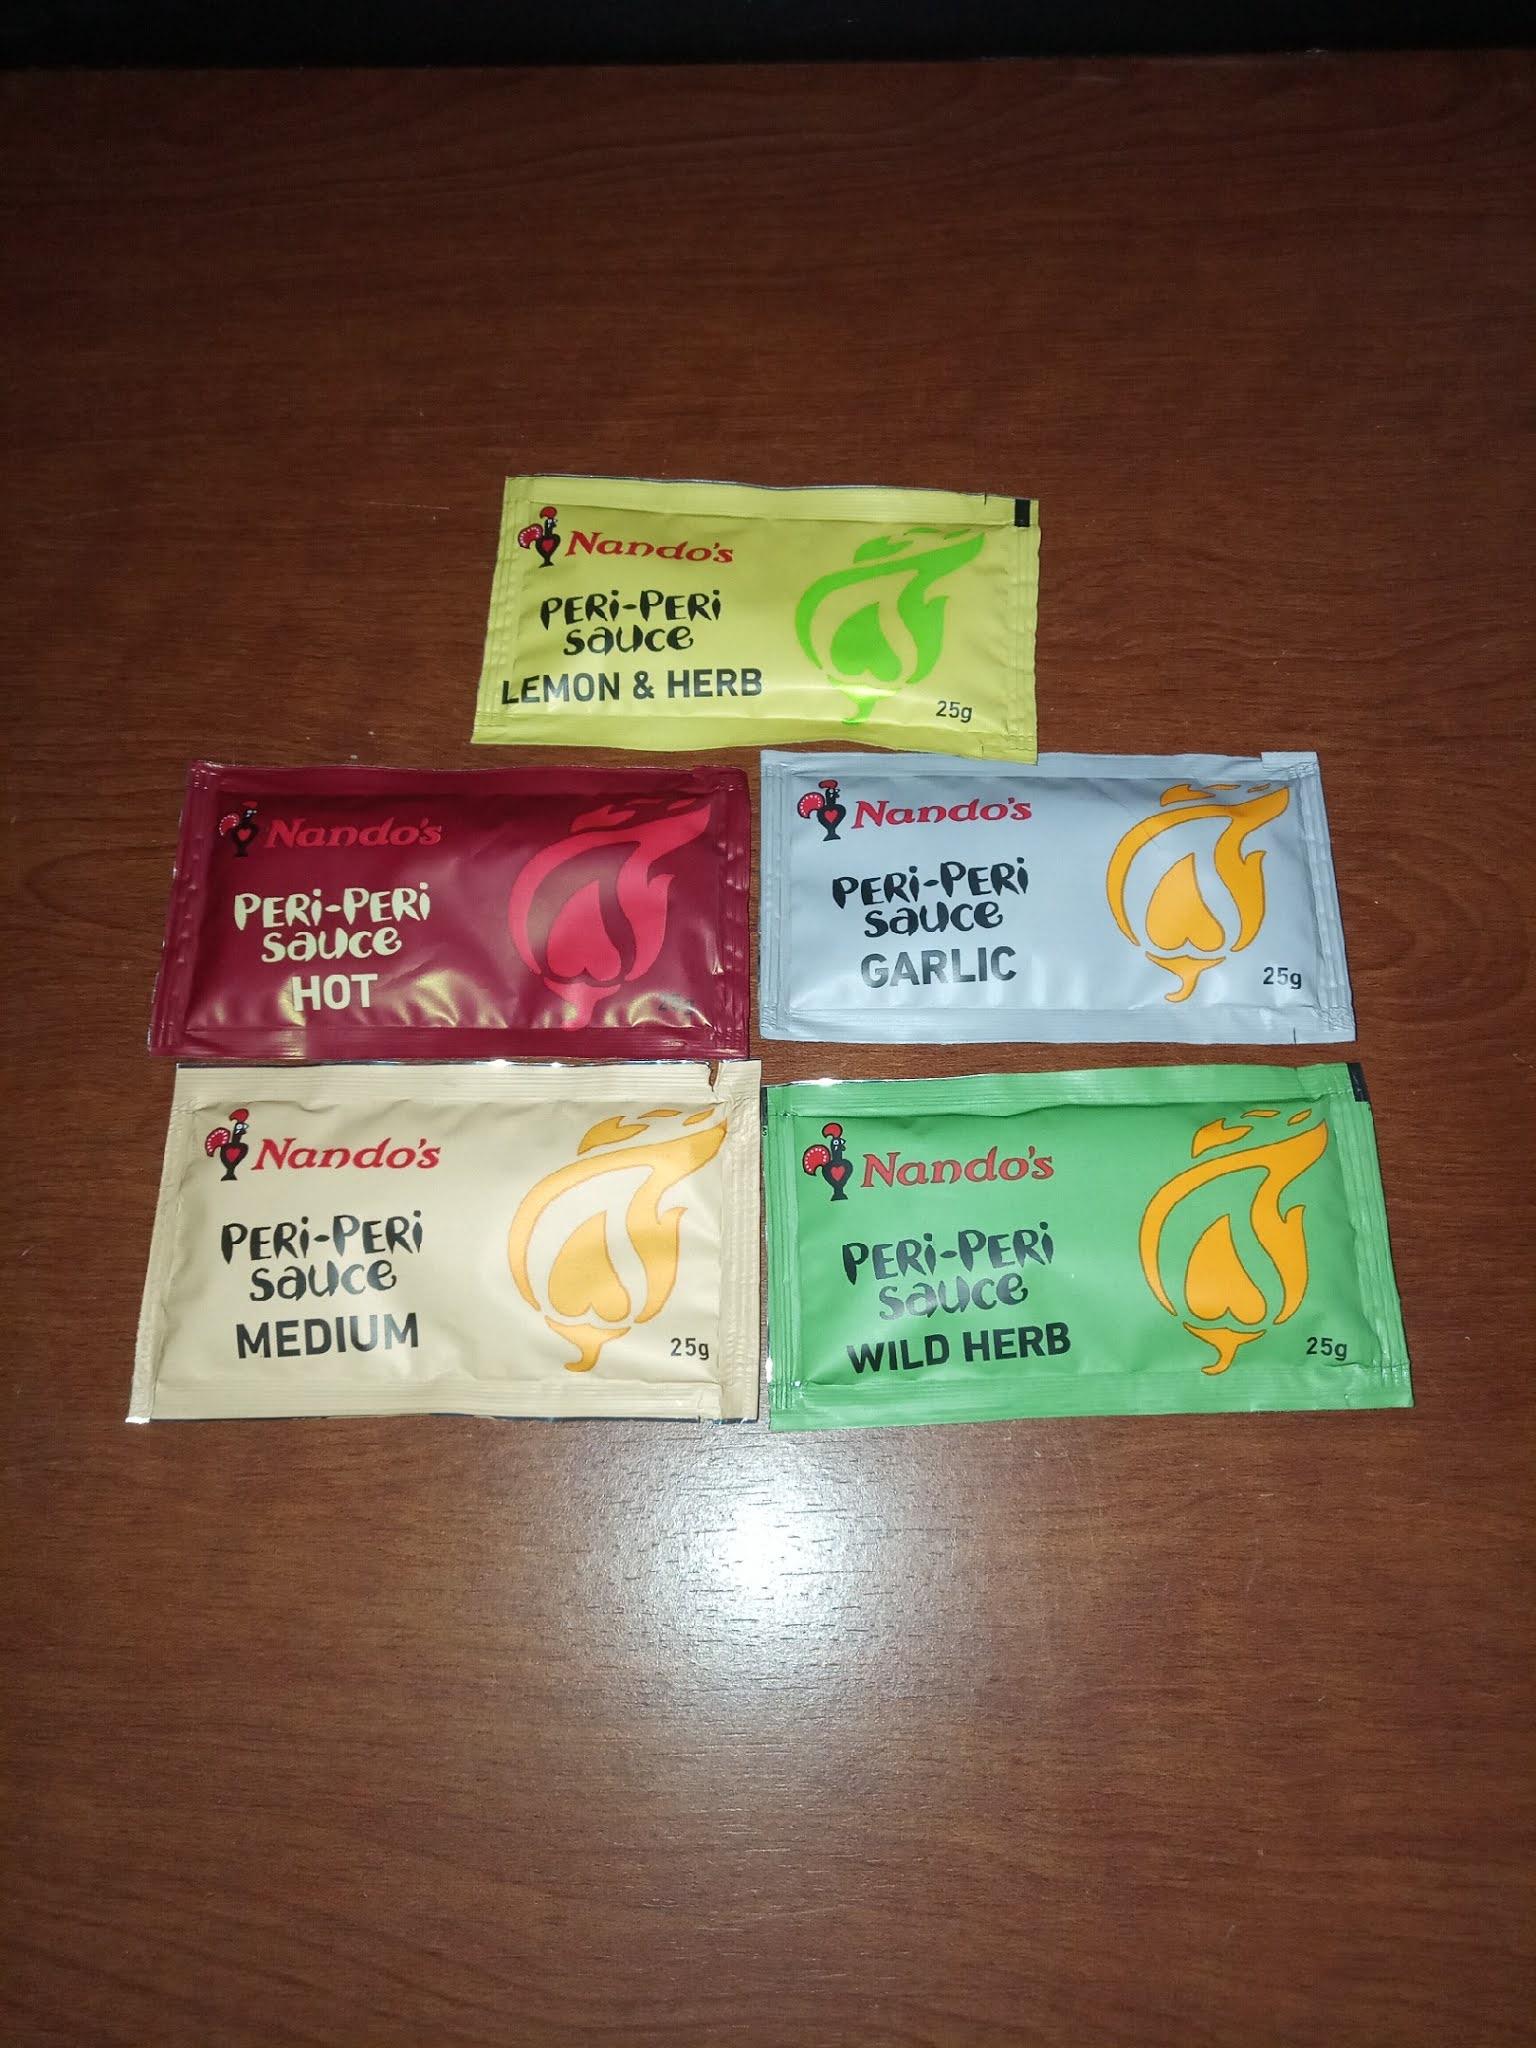 Nando's
PERi-PERi
sauce
LEMON & HERB
25g
Nando's
PERi-PERi
sauce
HOT
25g
Nando's
PERi-PERi
sauce
GARLIC
25g
Nando's
PERi-PERi
sauce
MEDIUM
25g
Nando's
PERi-PERi
sauce
WILD HERB
25g